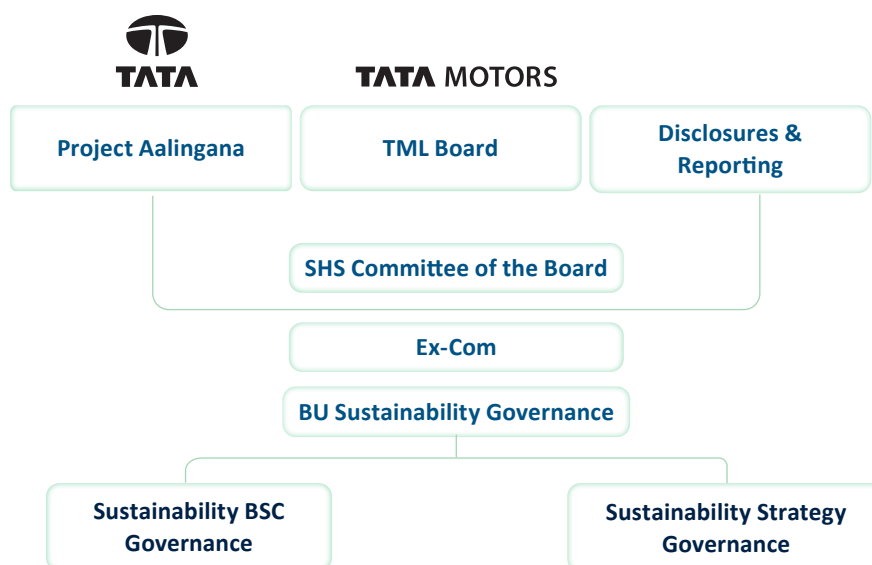 TATA
TATA MOTORS
Project Aalingana
TML Board
Disclosures &
Reporting
SHS Committee of the Board
Ex-Com
BU Sustainability Governance
Sustainability BSC
Governance
Sustainability Strategy
Governance